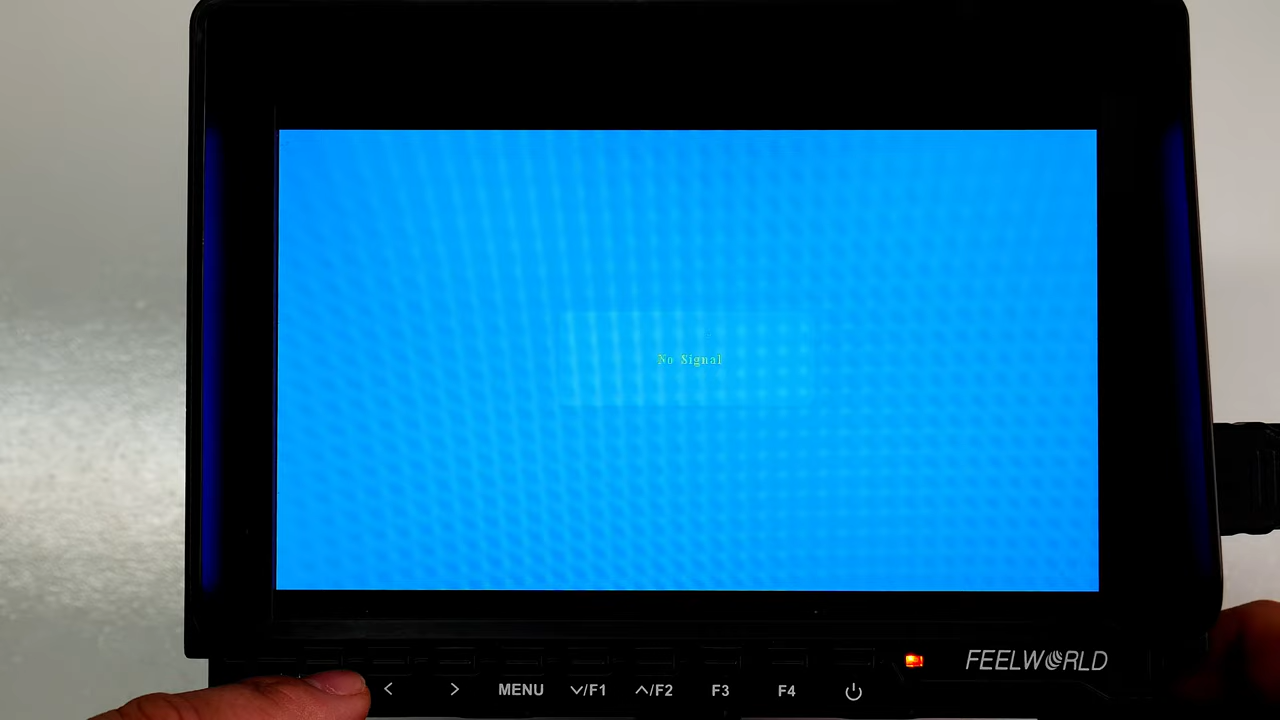 No Signal
FEELWORLD
< > MENU ∨/F1 ∧/F2 F3 F4